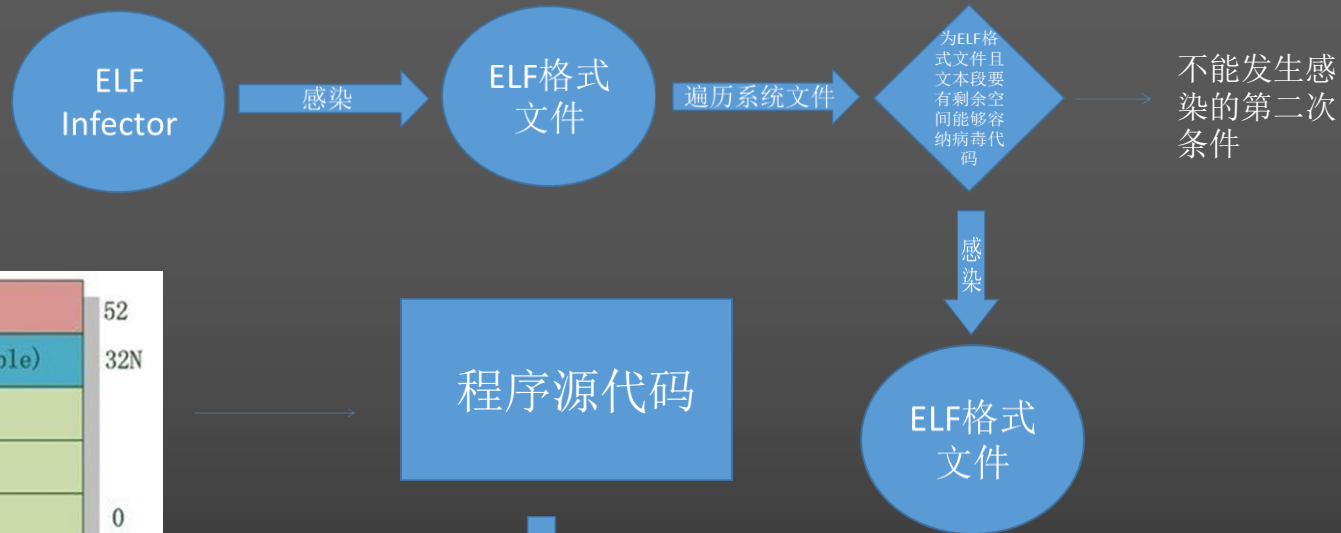 ELF
Infector
感染
ELF格式
文件
遍历系统文件
为ELF格
式文件且
文本段要
有剩余空
间能够容
纳病毒代
码
不能发生感
染的第二次
条件
感
染
ELF格式
文件
程序源代码
52
32N
0